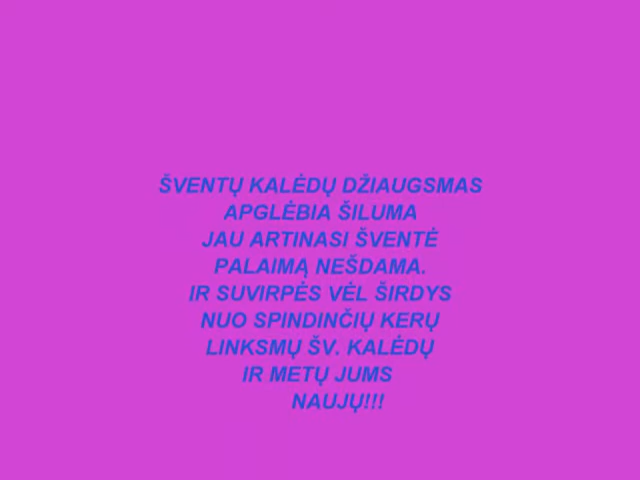 ŠVENTŲ KALĖDŲ DŽIAUGSMAS
APGLĖBIA ŠILUMA
JAU ARTINASI ŠVENTĖ
PALAIMĄ NEŠDAMA.
IR SUVIRPĖS VĖL ŠIRDYS
NUO SPINDINČIŲ KERŲ
LINKSMŲ ŠV. KALĖDŲ
IR METŲ JUMS
NAUJŲ!!!